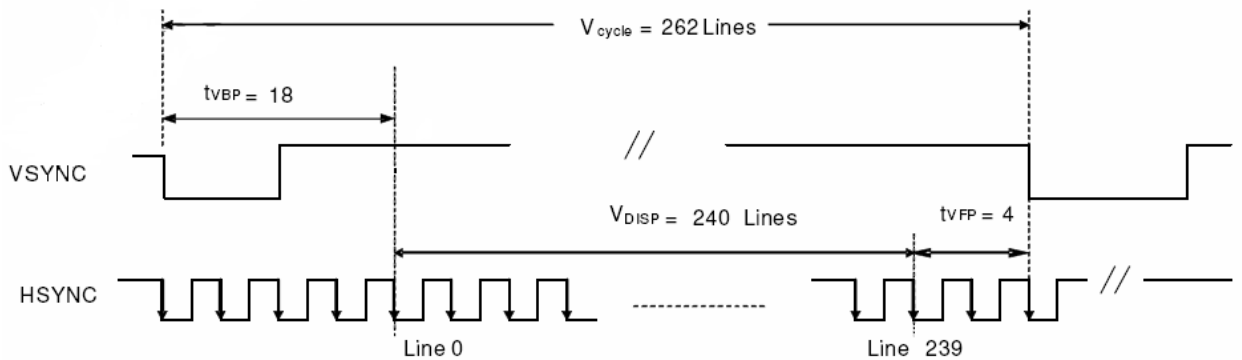 Vcycle = 262 Lines
tVBP = 18
VSYNC
VDISP = 240 Lines
tVFP = 4
HSYNC
Line 0
Line 239